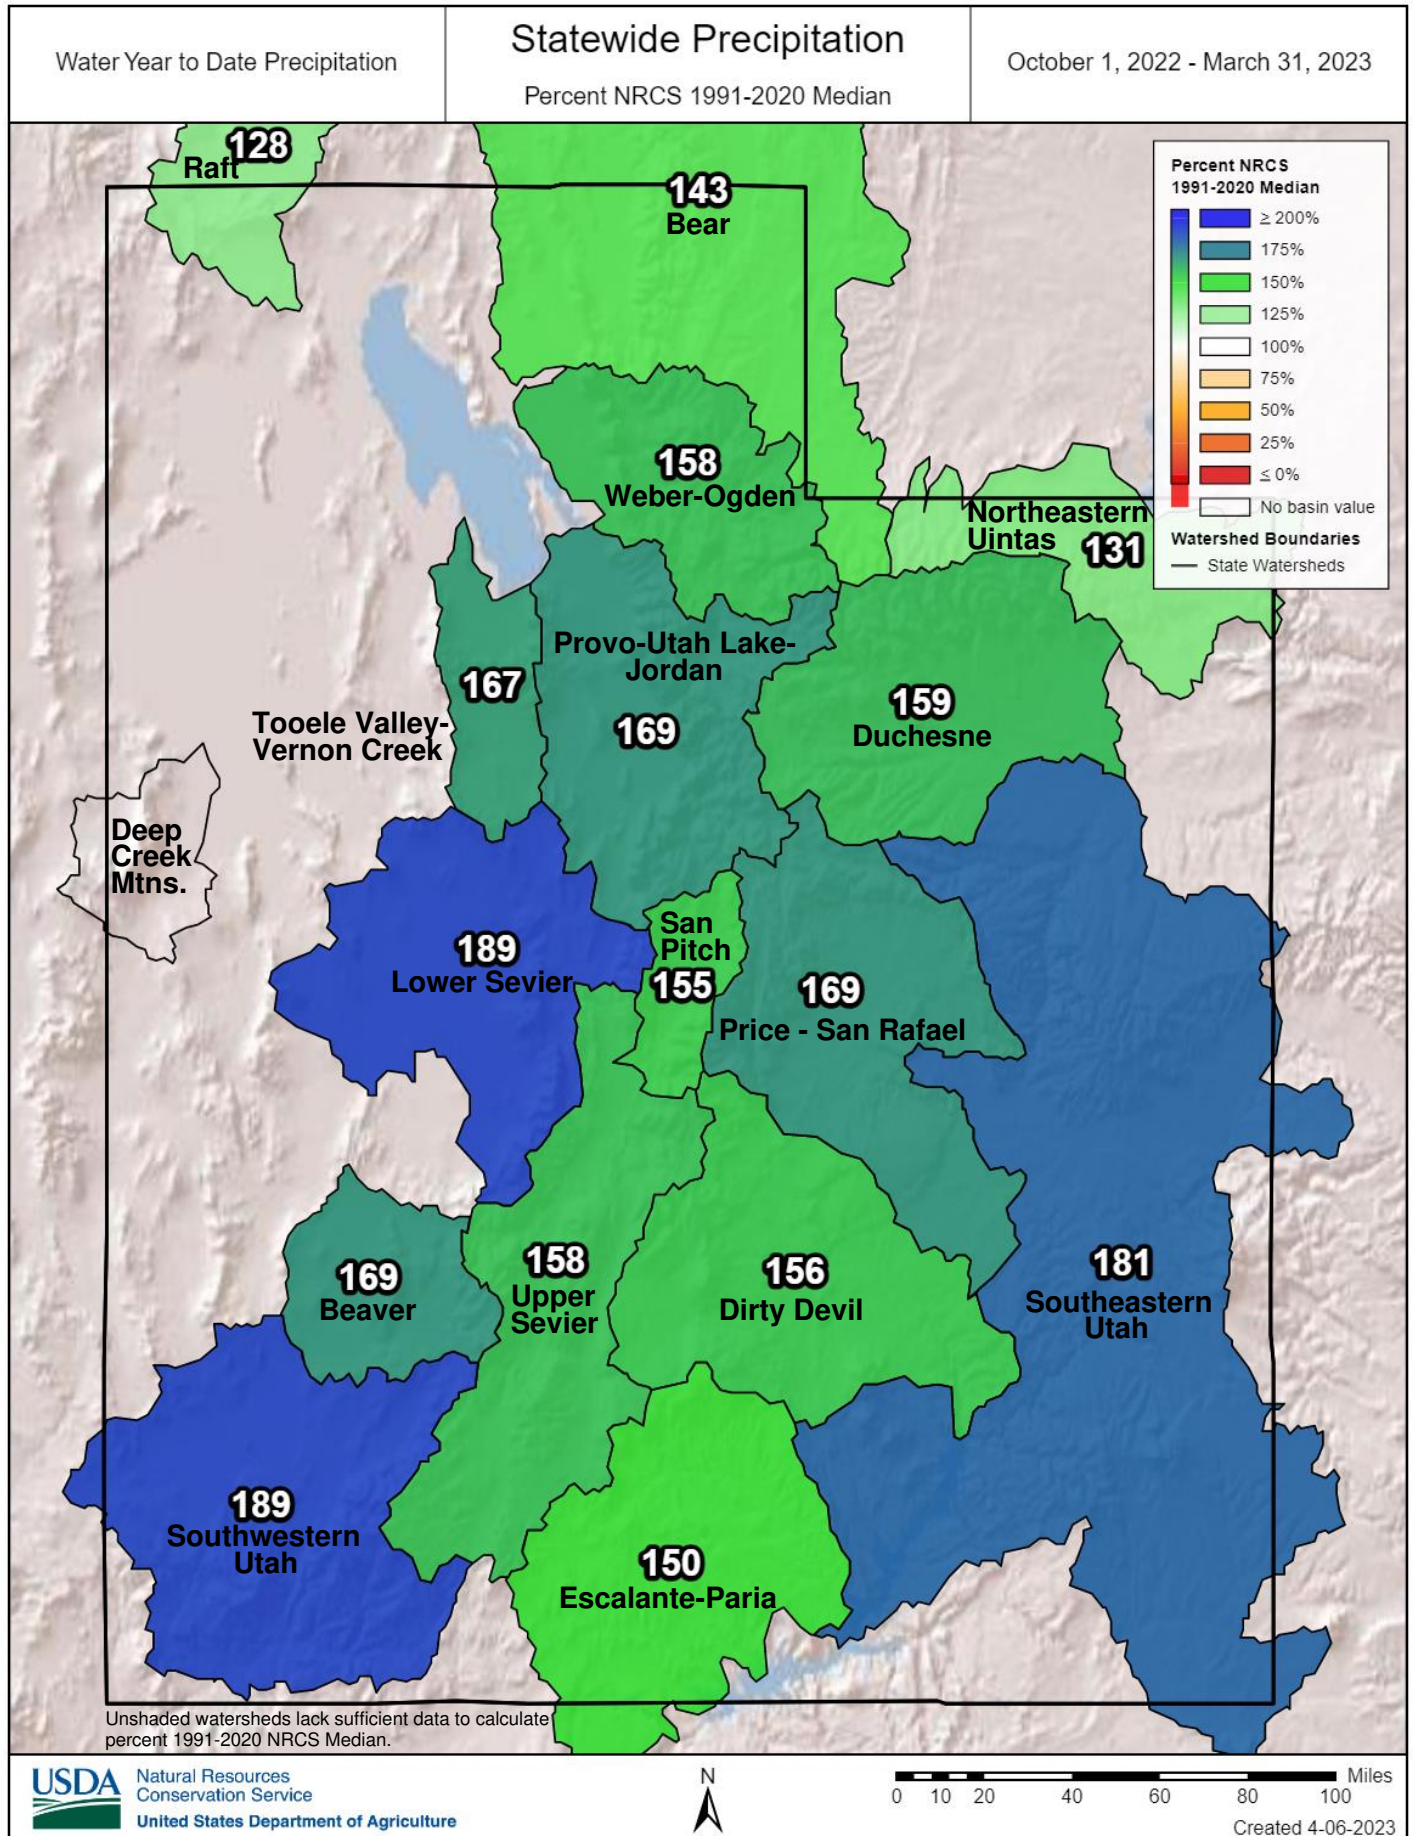 Water Year to Date Precipitation
Statewide Precipitation
Percent NRCS 1991-2020 Median
October 1, 2022 - March 31, 2023
Percent NRCS
1991-2020 Median
≥ 200%
175%
150%
125%
100%
75%
50%
25%
≤ 0%
No basin value
Watershed Boundaries
State Watersheds
128
Raft
143
Bear
158
Weber-Ogden
Northeastern
Uintas
131
Provo-Utah Lake-
Jordan
169
167
Tooele Valley-
Vernon Creek
159
Duchesne
Deep
Creek
Mtns.
189
Lower Sevier
San
Pitch
155
169
Price - San Rafael
169
Beaver
158
Upper
Sevier
156
Dirty Devil
181
Southeastern
Utah
189
Southwestern
Utah
150
Escalante-Paria
Unshaded watersheds lack sufficient data to calculate
percent 1991-2020 NRCS Median.
USDA
Natural Resources
Conservation Service
United States Department of Agriculture
N
Miles
0 10 20 40 60 80 100
Created 4-06-2023